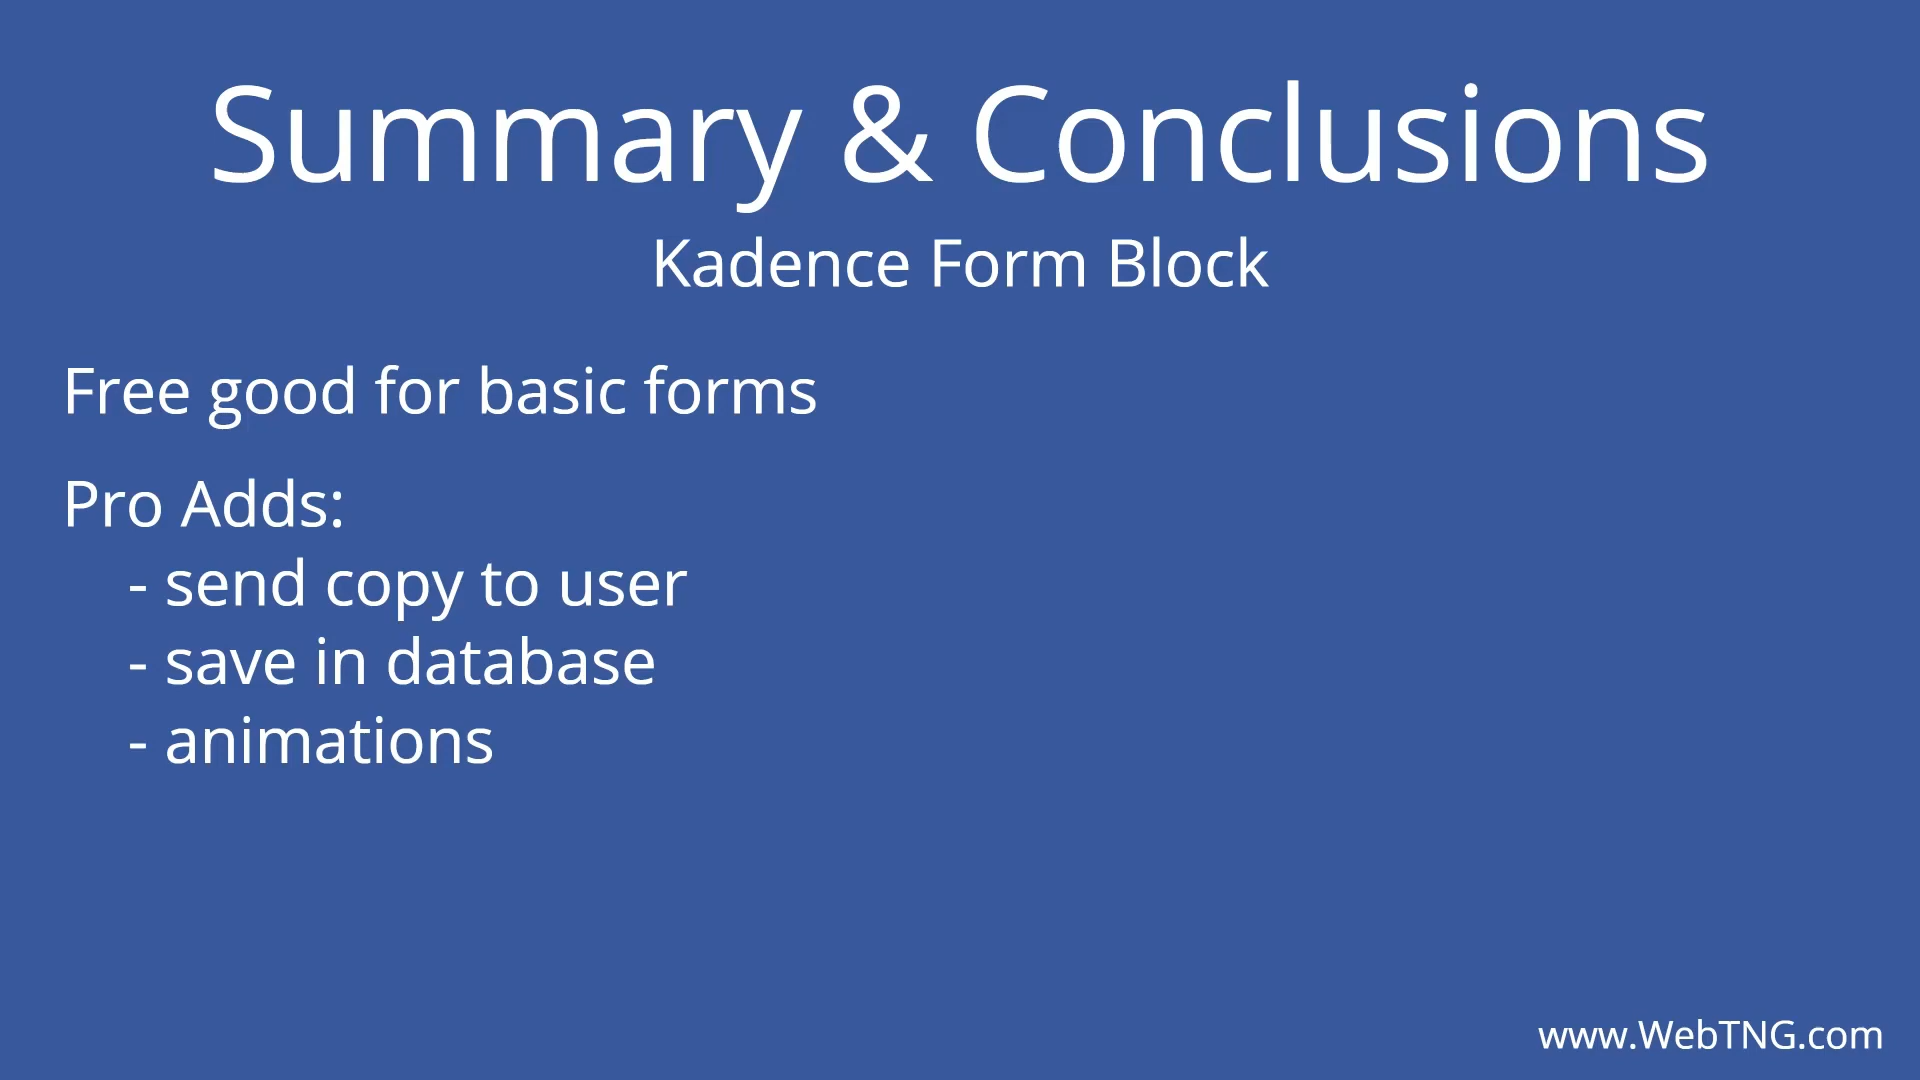 Summary & Conclusions
Kadence Form Block
Free good for basic forms
Pro Adds:
- send copy to user
- save in database
- animations
www.WebTNG.com